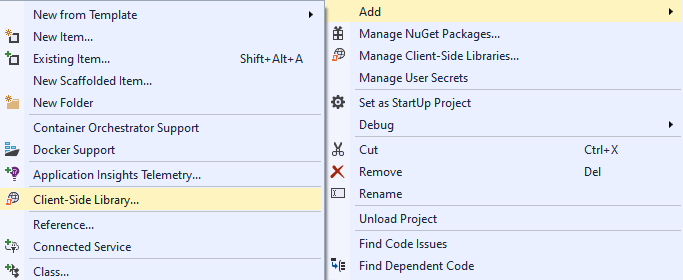 New from Template
New Item...
Existing Item... Shift+Alt+A
New Scaffolded Item...
New Folder
Container Orchestrator Support
Docker Support
Application Insights Telemetry...
Client-Side Library...
Reference...
Connected Service
Class...
Add
Manage NuGet Packages...
Manage Client-Side Libraries...
Manage User Secrets
Set as StartUp Project
Debug
Cut Ctrl+X
Remove Del
Rename
Unload Project
Find Code Issues
Find Dependent Code